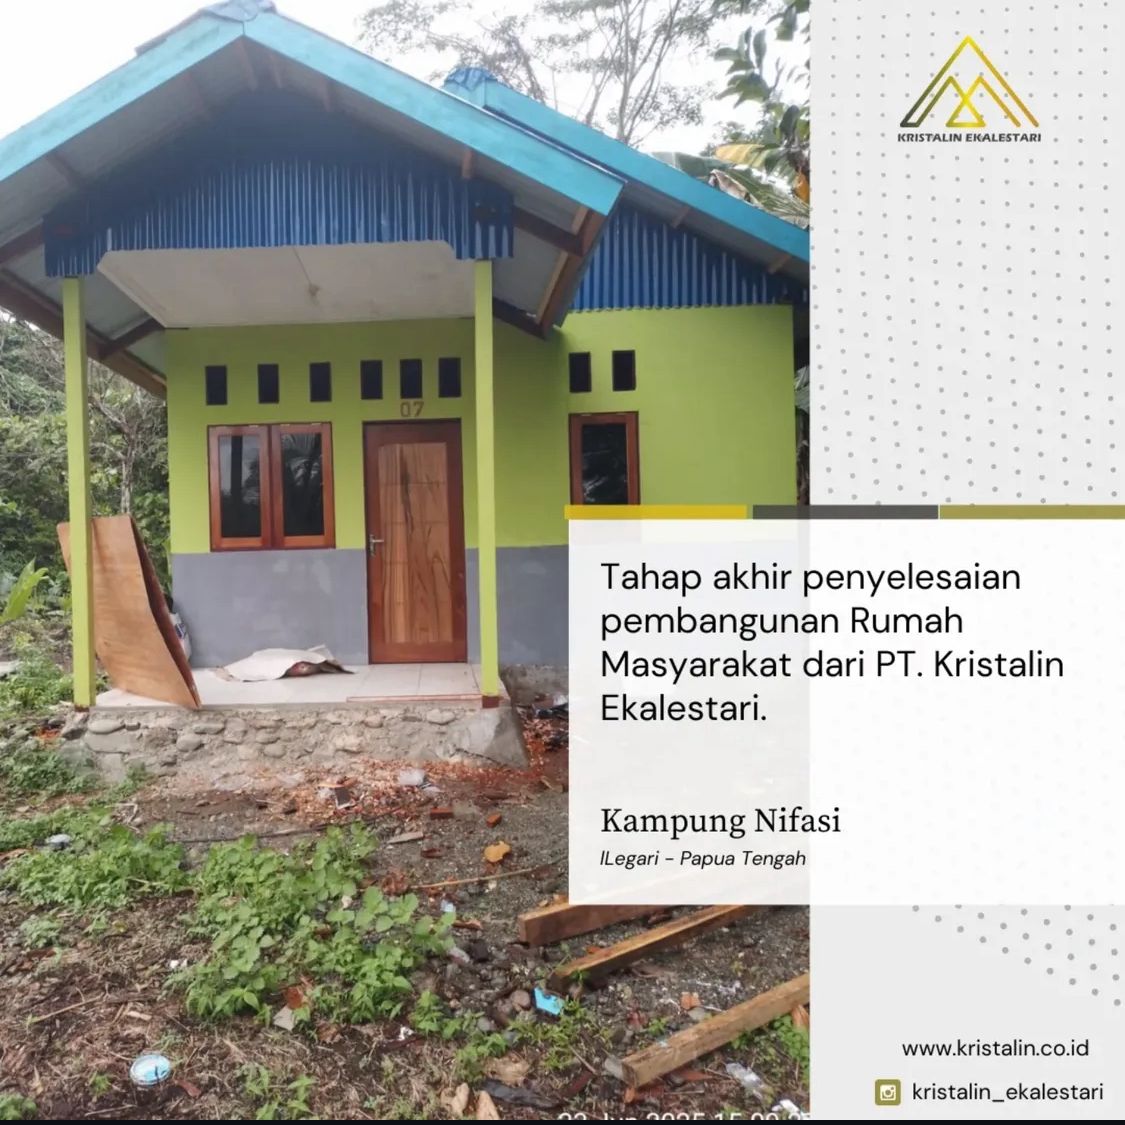 KRISTALIN EKALESTARI
07
Tahap akhir penyelesaian
pembangunan Rumah
Masyarakat dari PT. Kristalin
Ekalestari.
Kampung Nifasi
lLegari - Papua Tengah
www.kristalin.co.id
kristalin_ekalestari